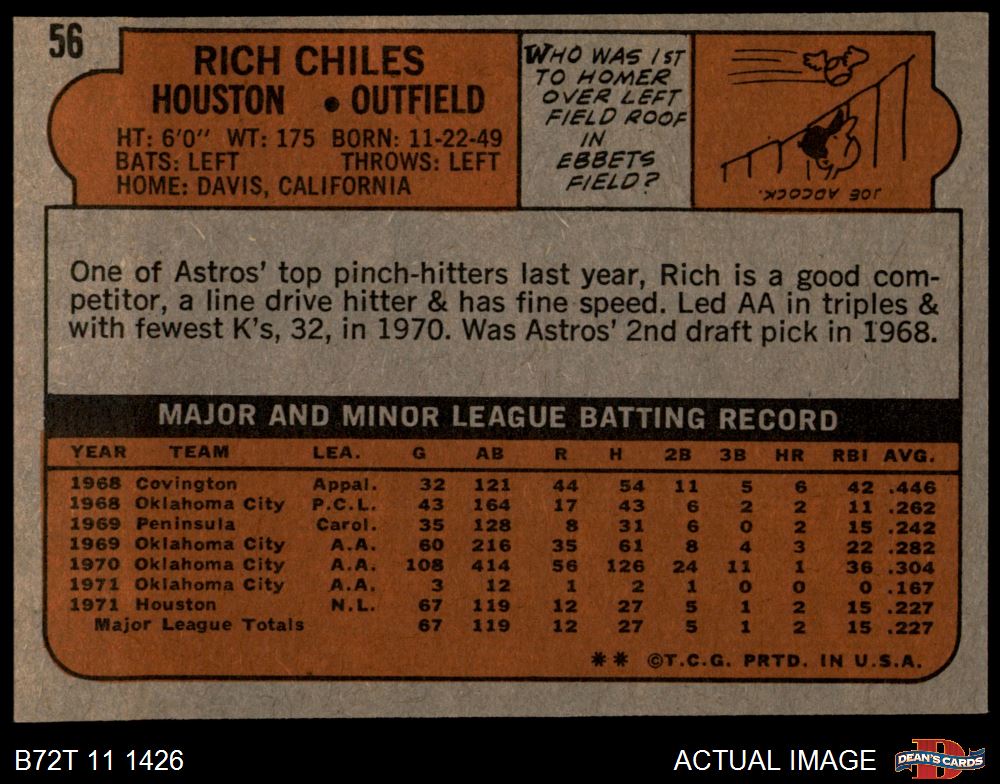 56
RICH CHILES
HOUSTON • OUTFIELD
HT: 6'0" WT: 175 BORN: 11-22-49
BATS: LEFT THROWS: LEFT
HOME: DAVIS, CALIFORNIA
WHO WAS 1ST
TO HOMER
OVER LEFT
FIELD ROOF
IN
EBBETS
FIELD?
JOE ADCOCK.
One of Astros' top pinch-hitters last year, Rich is a good com-
petitor, a line drive hitter & has fine speed. Led AA in triples &
with fewest K's, 32, in 1970. Was Astros' 2nd draft pick in 1968.
MAJOR AND MINOR LEAGUE BATTING RECORD
YEAR TEAM LEA. G AB R H 2B 3B HR RBI AVG.
1968 Covington Appal. 32 121 44 54 11 5 6 42 .446
1968 Oklahoma City P.C.L. 43 164 17 43 6 2 2 11 .262
1969 Peninsula Carol. 35 128 8 31 6 0 2 15 .242
1969 Oklahoma City A.A. 60 216 35 61 8 4 3 22 .282
1970 Oklahoma City A.A. 108 414 56 126 24 11 1 36 .304
1971 Oklahoma City A.A. 3 12 1 2 1 0 0 0 .167
1971 Houston N.L. 67 119 12 27 5 1 2 15 .227
Major League Totals 67 119 12 27 5 1 2 15 .227
** ©T.C.G. PRTD. IN U.S.A.
B72T 11 1426
ACTUAL IMAGE
D
DEAN'S CARDS